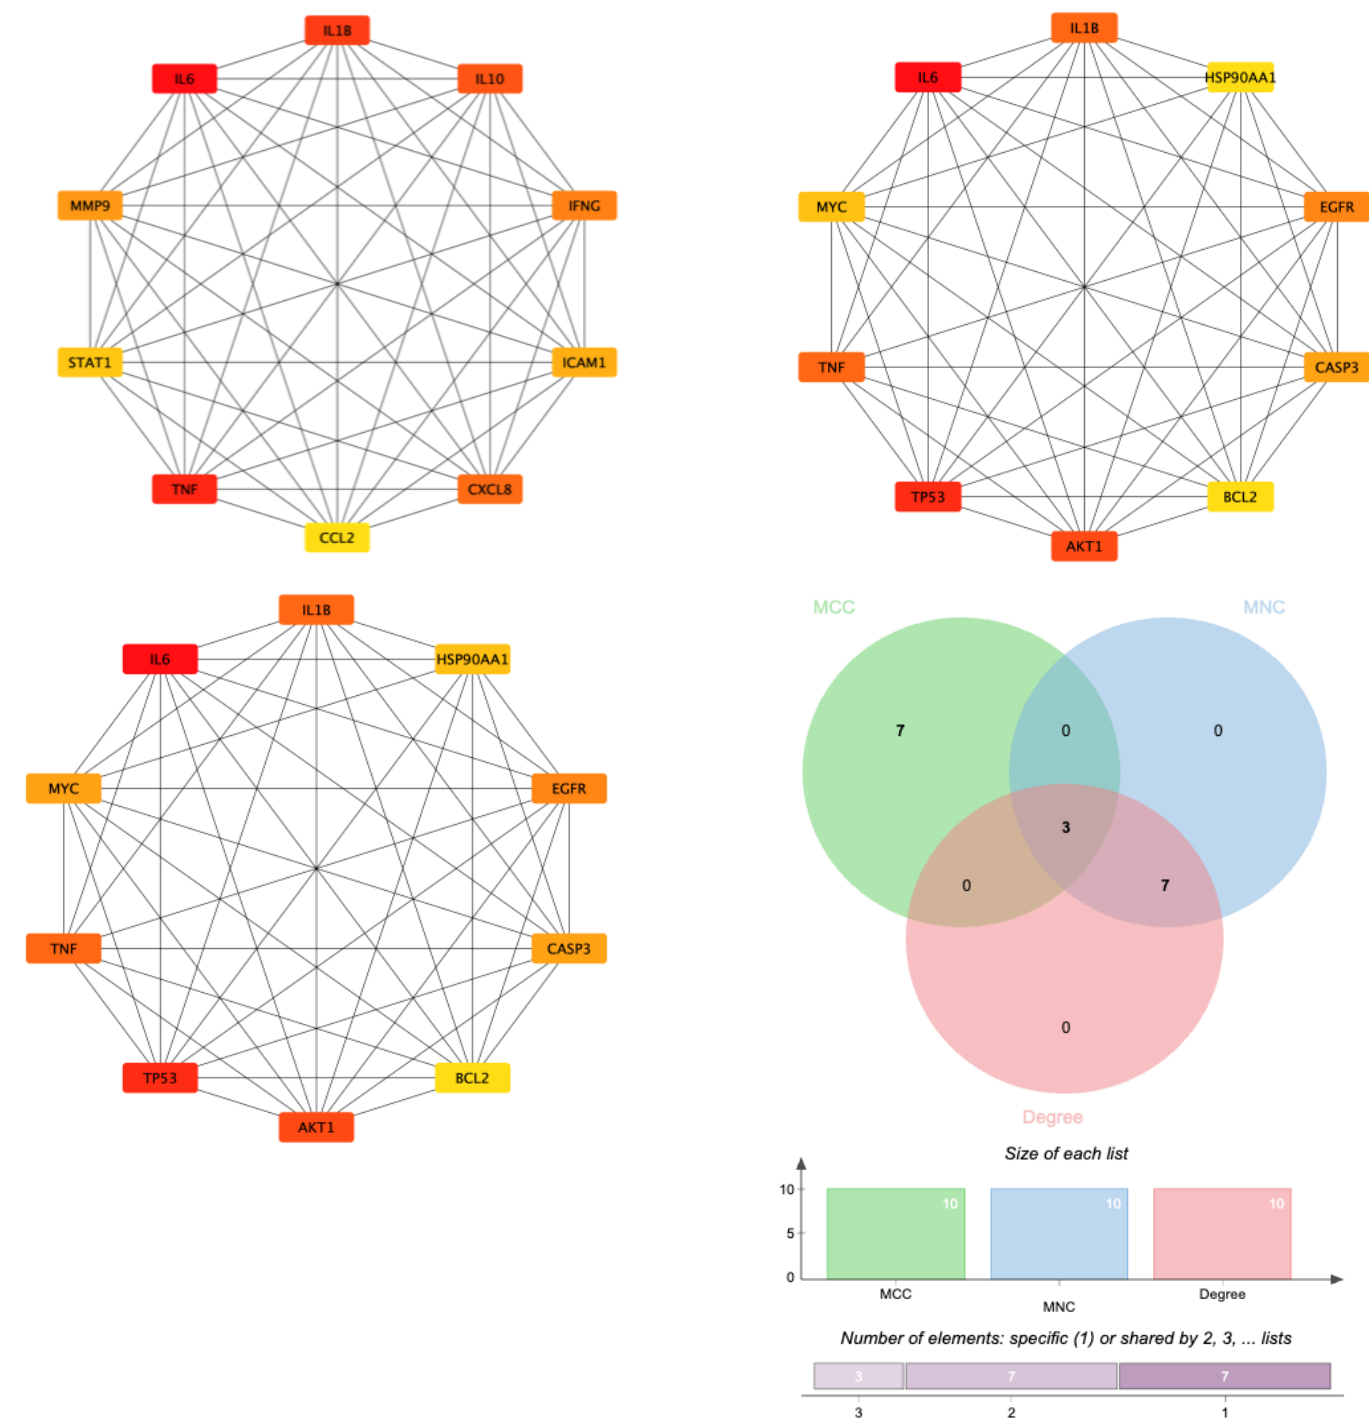 IL1B
IL6
IL10
MMP9
IFNG
STAT1
ICAM1
TNF
CXCL8
CCL2
IL1B
IL6
HSP90AA1
MYC
EGFR
TNF
CASP3
TP53
BCL2
AKT1
IL1B
IL6
HSP90AA1
MYC
EGFR
TNF
CASP3
TP53
BCL2
AKT1
MCC
MNC
7
0
0
3
0
7
0
Degree
Size of each list
10
5
0
10
10
10
MCC
MNC
Degree
Number of elements: specific (1) or shared by 2, 3, ... lists
3
7
7
3
2
1